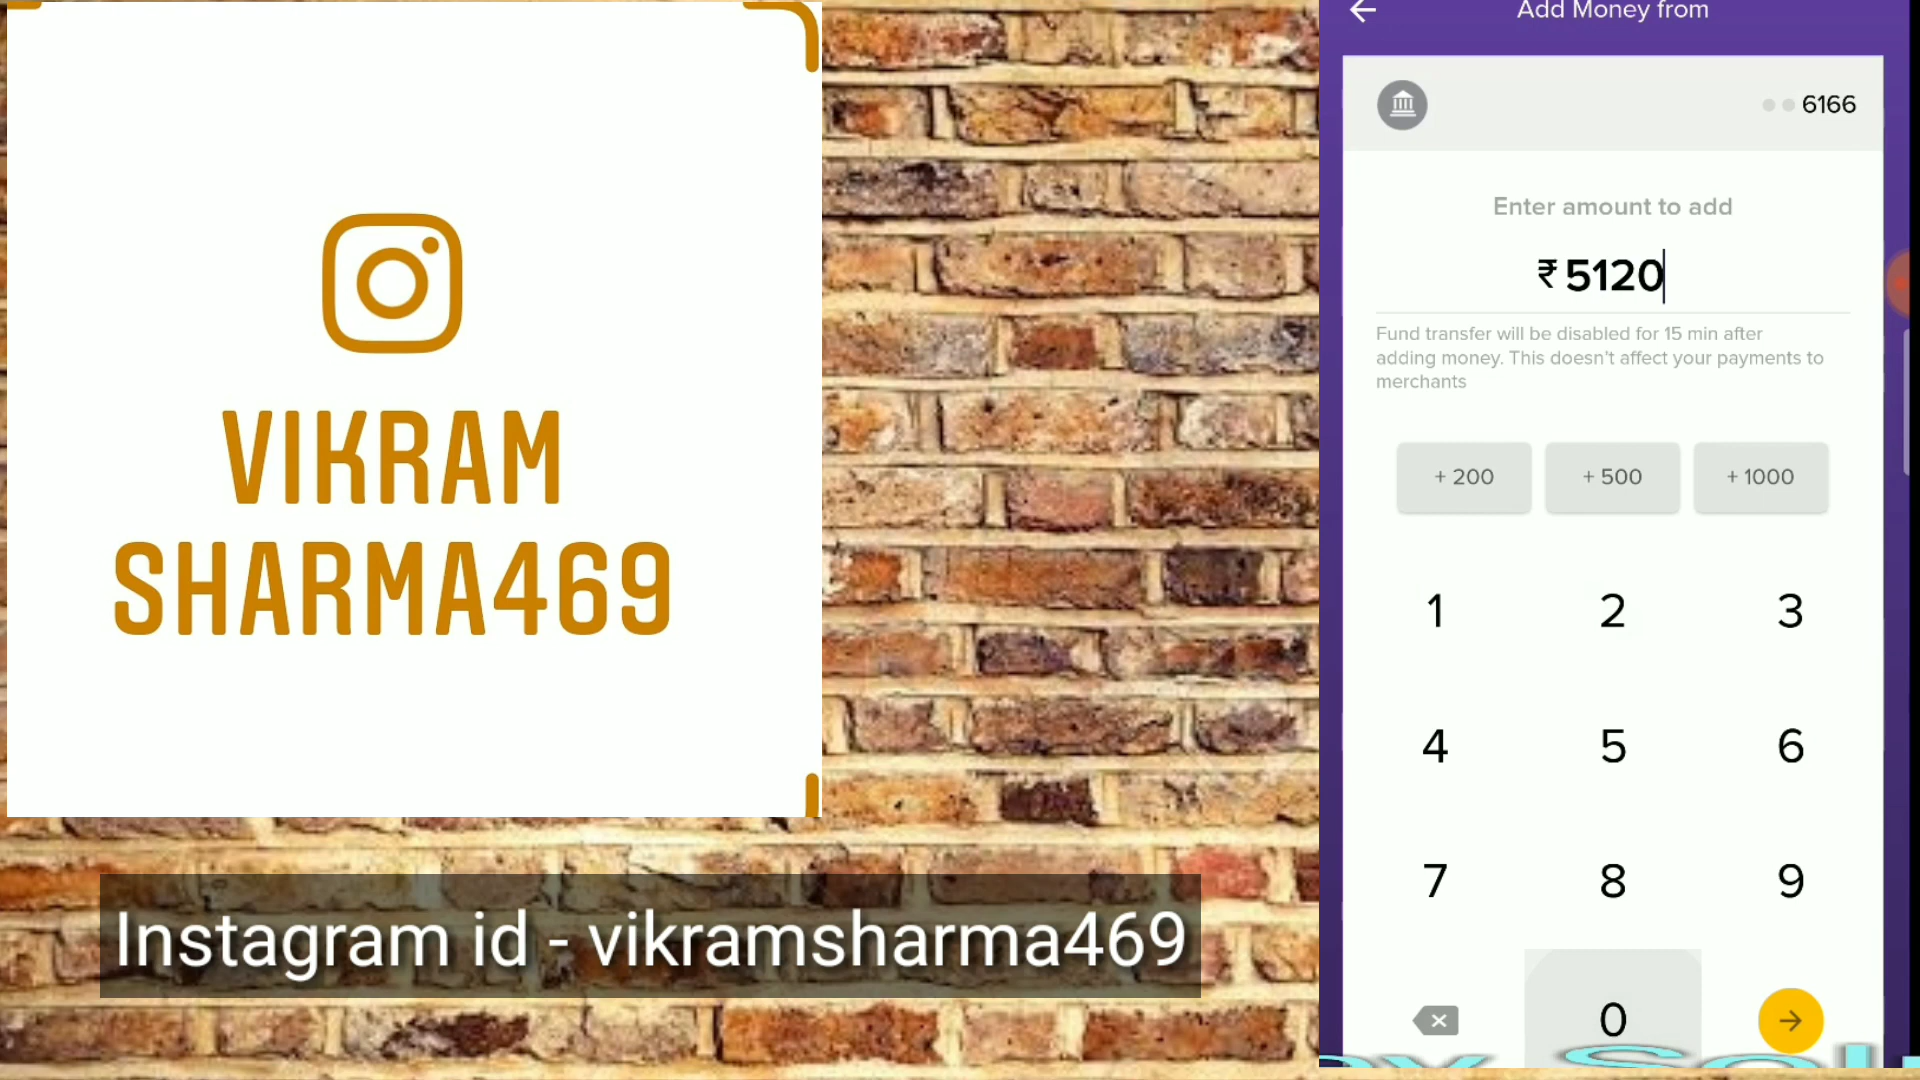 VIKRAM
SHARMA469
Instagram id - vikramsharma469
Add Money from
6166
Enter amount to add
₹ 5120
Fund transfer will be disabled for 15 min after
adding money. This doesn't affect your payments to
merchants
+ 200 + 500 + 1000
1 2 3
4 5 6
7 8 9
0